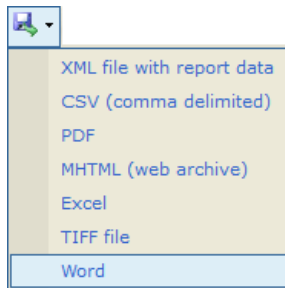 XML file with report data
CSV (comma delimited)
PDF
MHTML (web archive)
Excel
TIFF file
Word